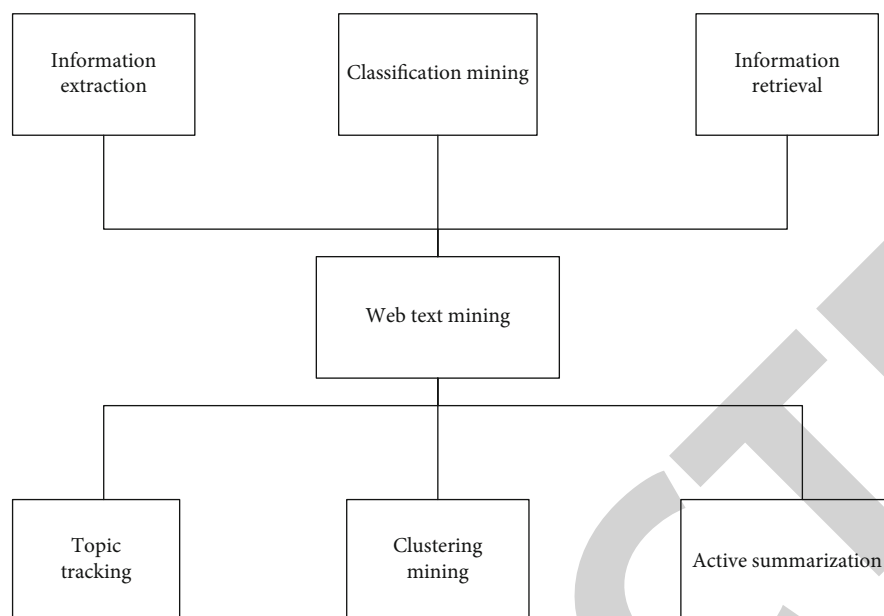 Information
extraction
Classification mining
Information
retrieval
Web text mining
Topic
tracking
Clustering
mining
Active summarization